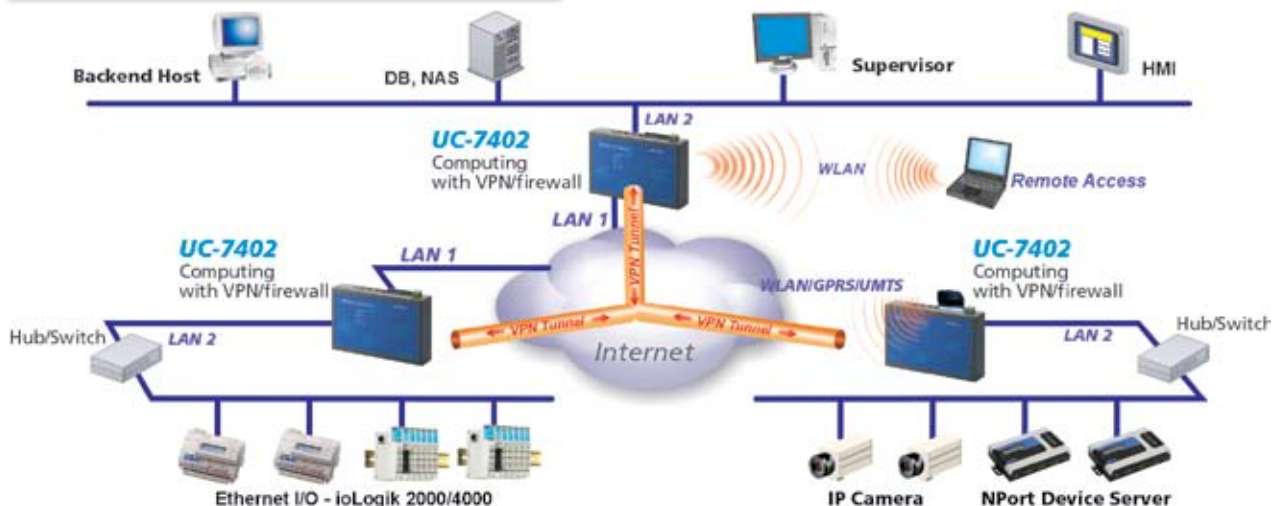 Backend Host
DB, NAS
Supervisor
HMI
LAN 2
UC-7402
Computing
with VPN/firewall
WLAN
Remote Access
LAN 1
VPN Tunnel
UC-7402
Computing
with VPN/firewall
LAN 1
WLAN/GPRS/UMTS
UC-7402
Computing
with VPN/firewall
Hub/Switch
LAN 2
VPN Tunnel
VPN Tunnel
Internet
LAN 2
Hub/Switch
Ethernet I/O - ioLogik 2000/4000
IP Camera
NPort Device Server